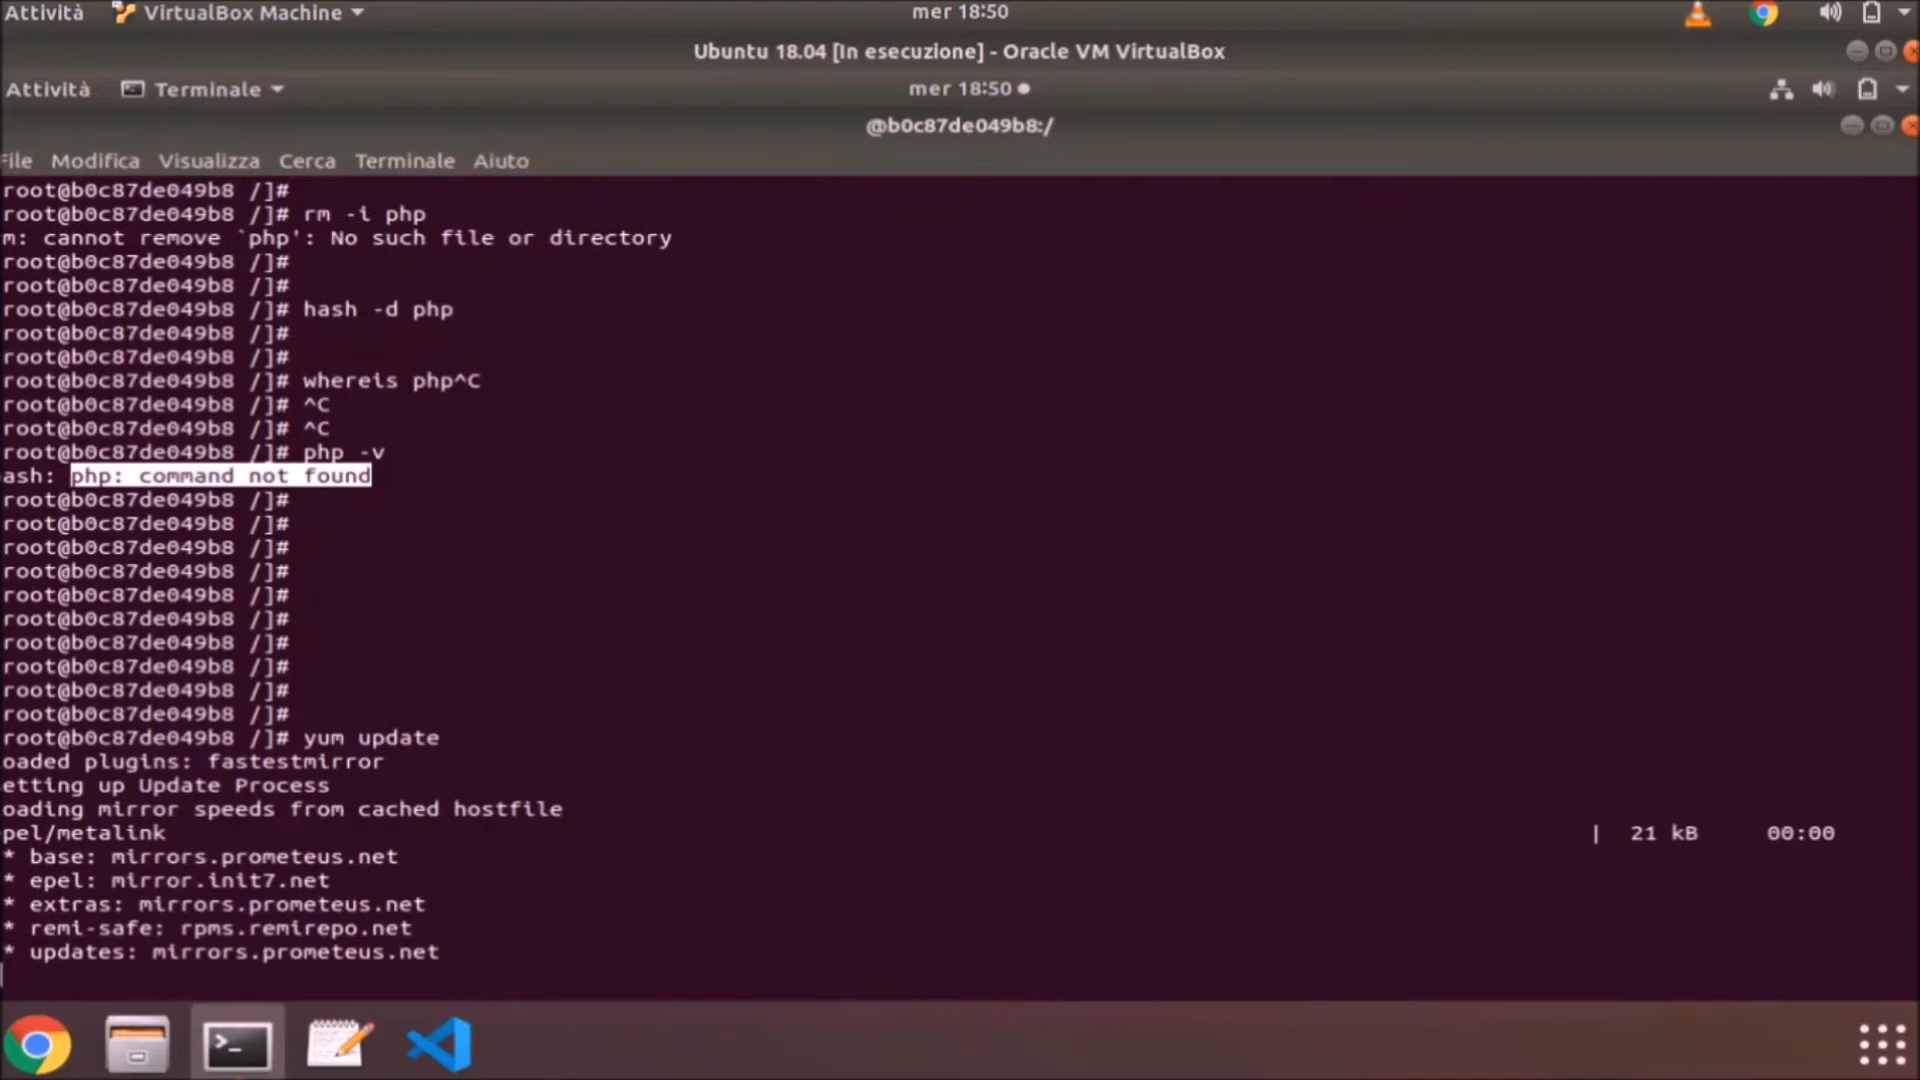 Attività VirtualBox Machine mer 18:50
Ubuntu 18.04 [In esecuzione] - Oracle VM VirtualBox
Attività Terminale mer 18:50
@b0c87de049b8:/
File Modifica Visualizza Cerca Terminale Aiuto
root@b0c87de049b8 /]#
root@b0c87de049b8 /]# rm -i php
m: cannot remove `php': No such file or directory
root@b0c87de049b8 /]#
root@b0c87de049b8 /]#
root@b0c87de049b8 /]# hash -d php
root@b0c87de049b8 /]#
root@b0c87de049b8 /]#
root@b0c87de049b8 /]# whereis php^C
root@b0c87de049b8 /]# ^C
root@b0c87de049b8 /]# ^C
root@b0c87de049b8 /]# php -v
ash: php: command not found
root@b0c87de049b8 /]#
root@b0c87de049b8 /]#
root@b0c87de049b8 /]#
root@b0c87de049b8 /]#
root@b0c87de049b8 /]#
root@b0c87de049b8 /]#
root@b0c87de049b8 /]#
root@b0c87de049b8 /]#
root@b0c87de049b8 /]#
root@b0c87de049b8 /]#
root@b0c87de049b8 /]# yum update
oaded plugins: fastestmirror
etting up Update Process
oading mirror speeds from cached hostfile
pel/metalink | 21 kB 00:00
* base: mirrors.prometeus.net
* epel: mirror.init7.net
* extras: mirrors.prometeus.net
* remi-safe: rpms.remirepo.net
* updates: mirrors.prometeus.net